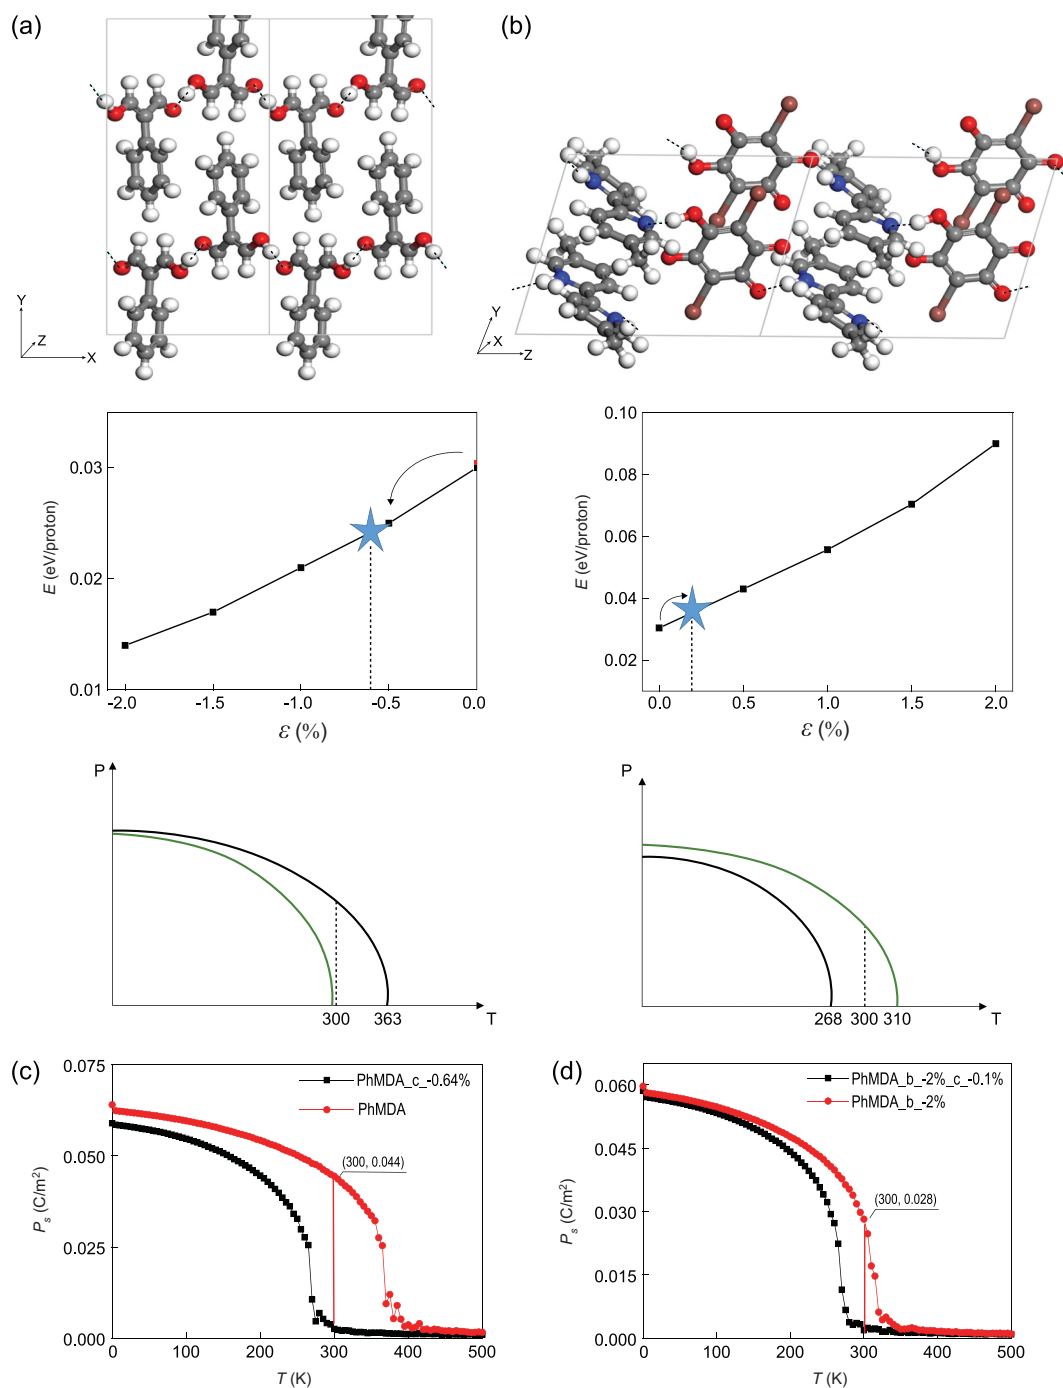 (a)
(b)
Y
Z
X
Y
X
Z
E (eV/proton)
0.03
0.02
0.01
-2.0 -1.5 -1.0 -0.5 0.0
ε (%)
E (eV/proton)
0.10
0.08
0.06
0.04
0.02
0.0 0.5 1.0 1.5 2.0
ε (%)
P
300 363 T
P
268 300 310 T
(c)
PhMDA_c_-0.64%
PhMDA
(300, 0.044)
Ps (C/m²)
0.075
0.050
0.025
0.000
0 100 200 300 400 500
T (K)
(d)
PhMDA_b_-2%_c_-0.1%
PhMDA_b_-2%
(300, 0.028)
Ps (C/m²)
0.060
0.045
0.030
0.015
0.000
0 100 200 300 400 500
T (K)